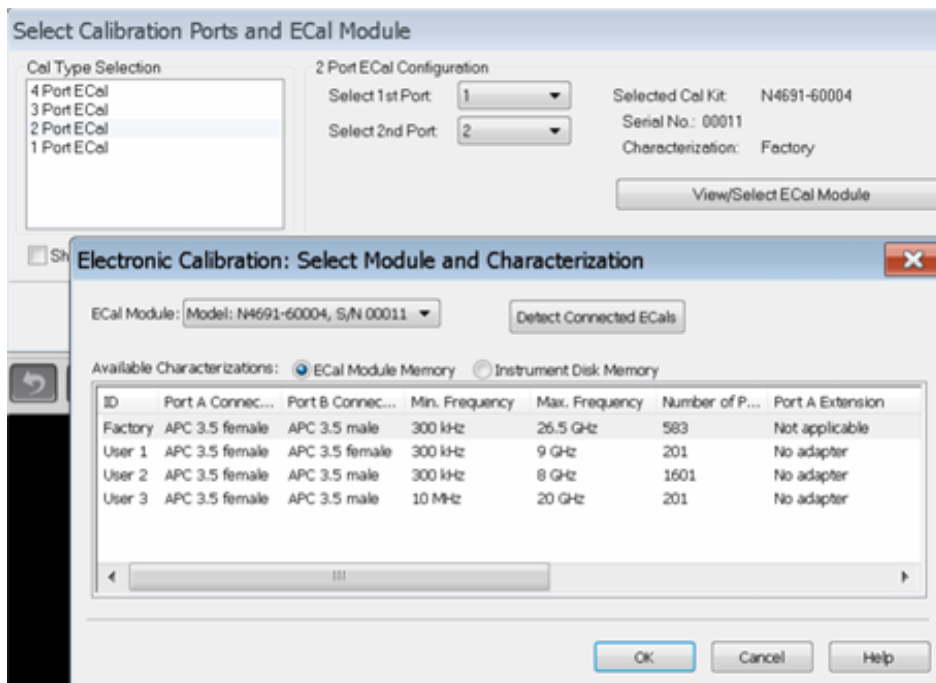 Select Calibration Ports and ECal Module
Cal Type Selection
4 Port ECal
3 Port ECal
2 Port ECal
1 Port ECal
2 Port ECal Configuration
Select 1st Port: 1
Select 2nd Port: 2
Selected Cal Kit: N4691-60004
Serial No.: 00011
Characterization: Factory
View/Select ECal Module
Sh
Electronic Calibration: Select Module and Characterization
ECal Module: Model: N4691-60004, S/N 00011
Detect Connected ECals
Available Characterizations: ECal Module Memory Instrument Disk Memory
ID Port A Connec... Port B Connec... Min. Frequency Max. Frequency Number of P... Port A Extension
Factory APC 3.5 female APC 3.5 male 300 kHz 26.5 GHz 583 Not applicable
User 1 APC 3.5 female APC 3.5 female 300 kHz 9 GHz 201 No adapter
User 2 APC 3.5 female APC 3.5 male 300 kHz 8 GHz 1601 No adapter
User 3 APC 3.5 female APC 3.5 male 10 MHz 20 GHz 201 No adapter
OK Cancel Help